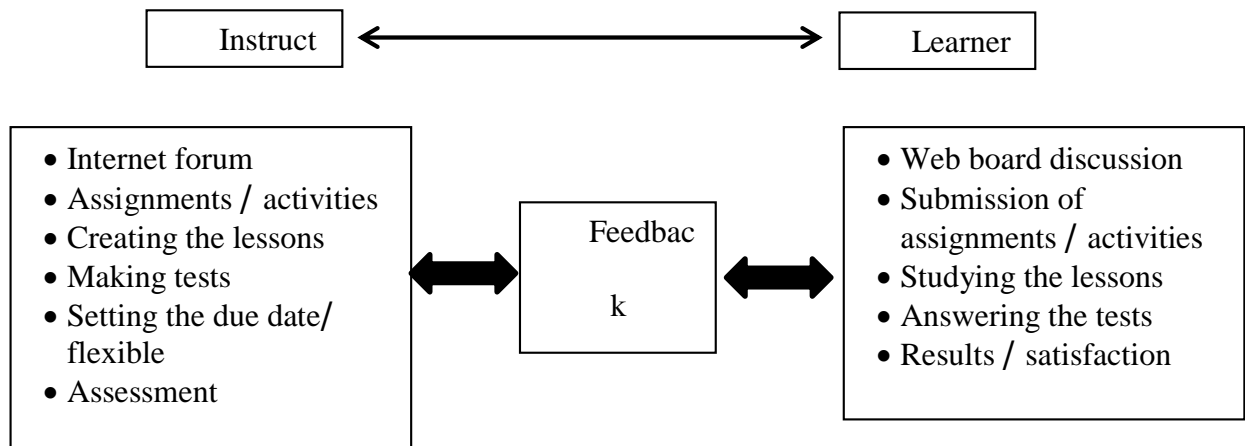 Instruct
Learner
• Internet forum
• Assignments / activities
• Creating the lessons
• Making tests
• Setting the due date/
flexible
• Assessment
Feedbac
k
• Web board discussion
• Submission of
assignments / activities
• Studying the lessons
• Answering the tests
• Results / satisfaction